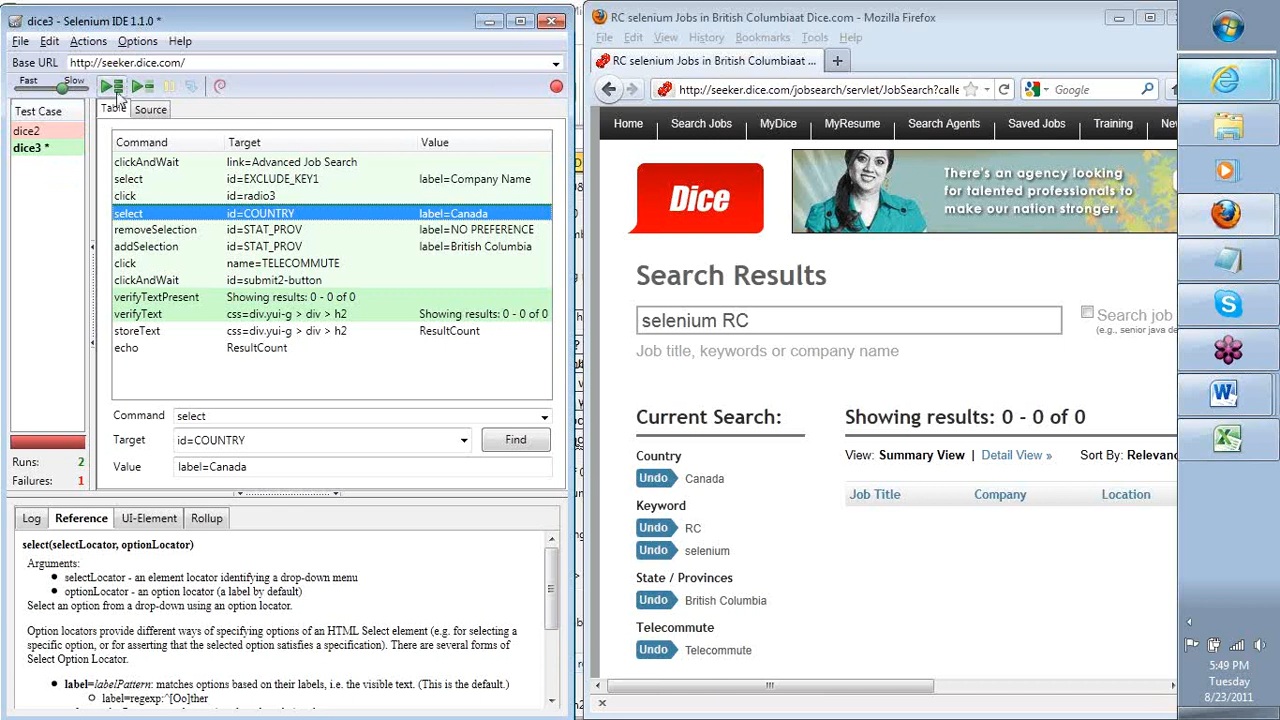 dice3 - Selenium IDE 1.1.0 *
File Edit Actions Options Help
Base URL http://seeker.dice.com/
Fast Slow
Test Case
dice2
dice3 *
Table Source
Command Target Value
clickAndWait link=Advanced Job Search
select id=EXCLUDE_KEY1 label=Company Name
click id=radio3
select id=COUNTRY label=Canada
removeSelection id=STAT_PROV label=NO PREFERENCE
addSelection id=STAT_PROV label=British Columbia
click name=TELECOMMUTE
clickAndWait id=submit2-button
verifyTextPresent Showing results: 0 - 0 of 0
verifyText css=div.yui-g > div > h2 Showing results: 0 - 0 of 0
storeText css=div.yui-g > div > h2 ResultCount
echo ResultCount
Command select
Target id=COUNTRY Find
Value label=Canada
Runs: 2
Failures: 1
Log Reference UI-Element Rollup
select(selectLocator, optionLocator)
Arguments:
selectLocator - an element locator identifying a drop-down menu
optionLocator - an option locator (a label by default)
Select an option from a drop-down using an option locator.
Option locators provide different ways of specifying options of an HTML Select element (e.g. for selecting a
specific option, or for asserting that the selected option satisfies a specification). There are several forms of
Select Option Locator.
label=labelPattern: matches options based on their labels, i.e. the visible text. (This is the default.)
label=regexp:^[Oo]ther
RC selenium Jobs in British Columbiaat Dice.com - Mozilla Firefox
File Edit View History Bookmarks Tools Help
RC selenium Jobs in British Columbiaat Dice.com ...
http://seeker.dice.com/jobsearch/servlet/JobSearch?calle
Google
Home Search Jobs MyDice MyResume Search Agents Saved Jobs Training
Dice
There's an agency looking
for talented professionals to
make our nation stronger.
Search Results
selenium RC
Search job
(e.g., senior java de
Job title, keywords or company name
Current Search:
Country
Undo Canada
Keyword
Undo RC
Undo selenium
State / Provinces
Undo British Columbia
Telecommute
Undo Telecommute
Showing results: 0 - 0 of 0
View: Summary View | Detail View » Sort By: Relevanc
Job Title Company Location
5:49 PM
Tuesday
8/23/2011